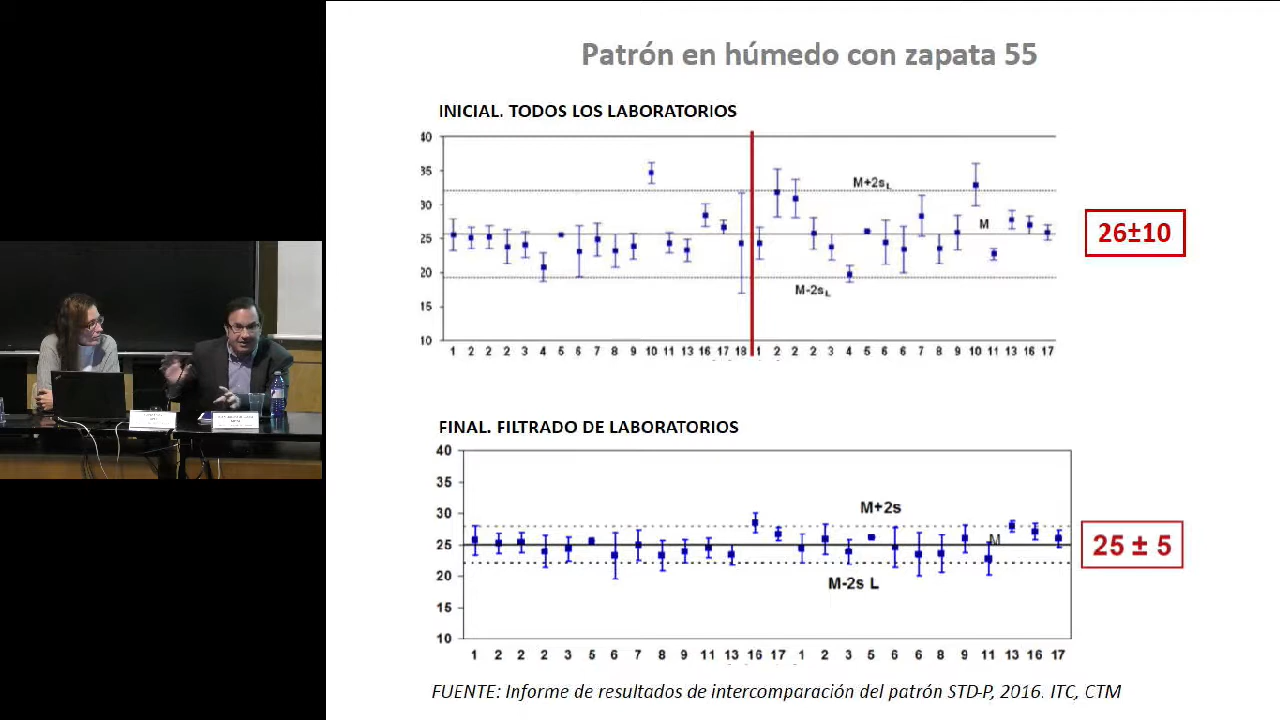 Patrón en húmedo con zapata 55
INICIAL. TODOS LOS LABORATORIOS
40
35
30
25
20
15
10
M+2sL
M
M-2sL
1 2 2 2 3 4 5 6 7 8 9 10 11 13 16 17 18 1 2 2 2 3 4 5 6 6 7 8 9 10 11 13 16 17
26±10
FINAL. FILTRADO DE LABORATORIOS
40
35
30
25
20
15
10
M+2s
M
M-2s L
1 2 2 2 3 5 6 7 8 9 11 13 16 17 1 2 3 5 6 6 8 9 11 13 16 17
25 ± 5
FUENTE: Informe de resultados de intercomparación del patrón STD-P, 2016. ITC, CTM